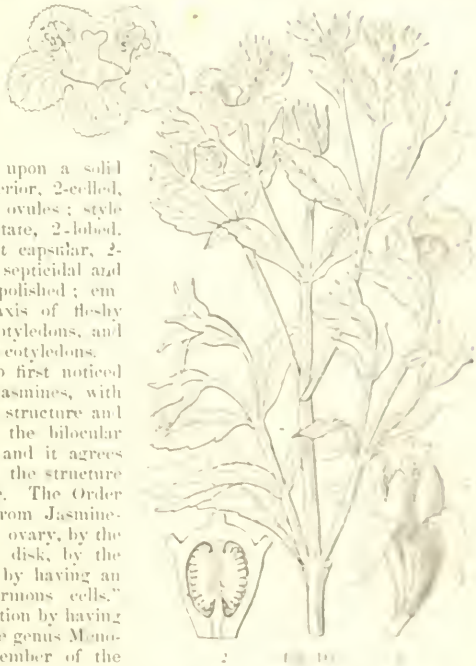 upon a solid
erior, 2-celled,
ovules ; style
tate, 2-lobed.
t capsular, 2-
septicidal and
polished ; em
axis of fleshy
otyledons, and
cotyledons.
o first noticed
asmines, with
structure and
the bilocular
and it agrees
the structure
e. The Order
rom Jasmine-
ovary, by the
disk, by the
by having an
ermons cells."
tion by having
e genus Meno-
ember of the
2